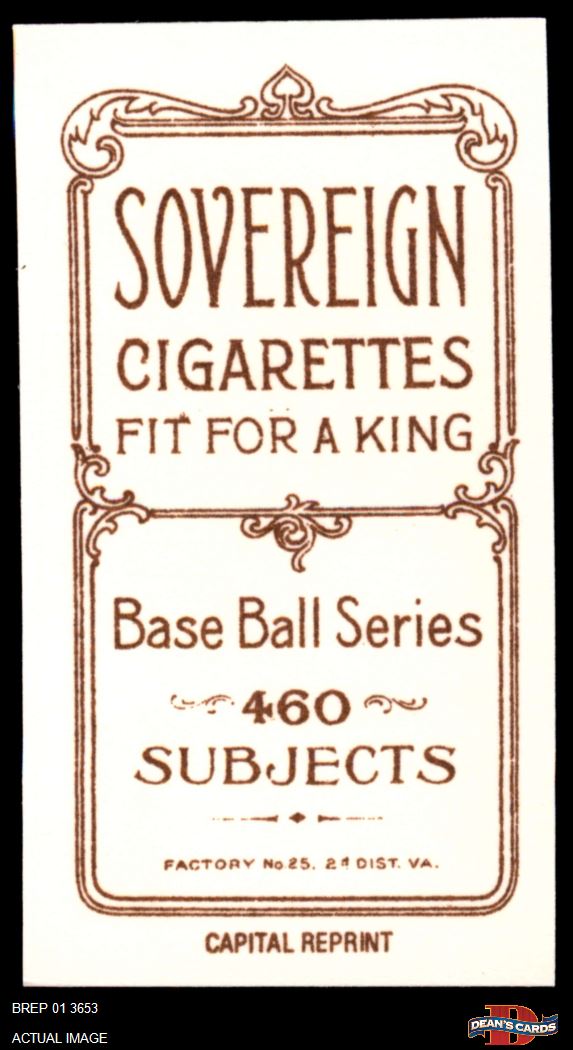 SOVEREIGN
CIGARETTES
FIT FOR A KING
Base Ball Series
460
SUBJECTS
FACTORY No 25. 2d DIST. VA.
CAPITAL REPRINT
BREP 01 3653
ACTUAL IMAGE
D
DEAN'S CARDS